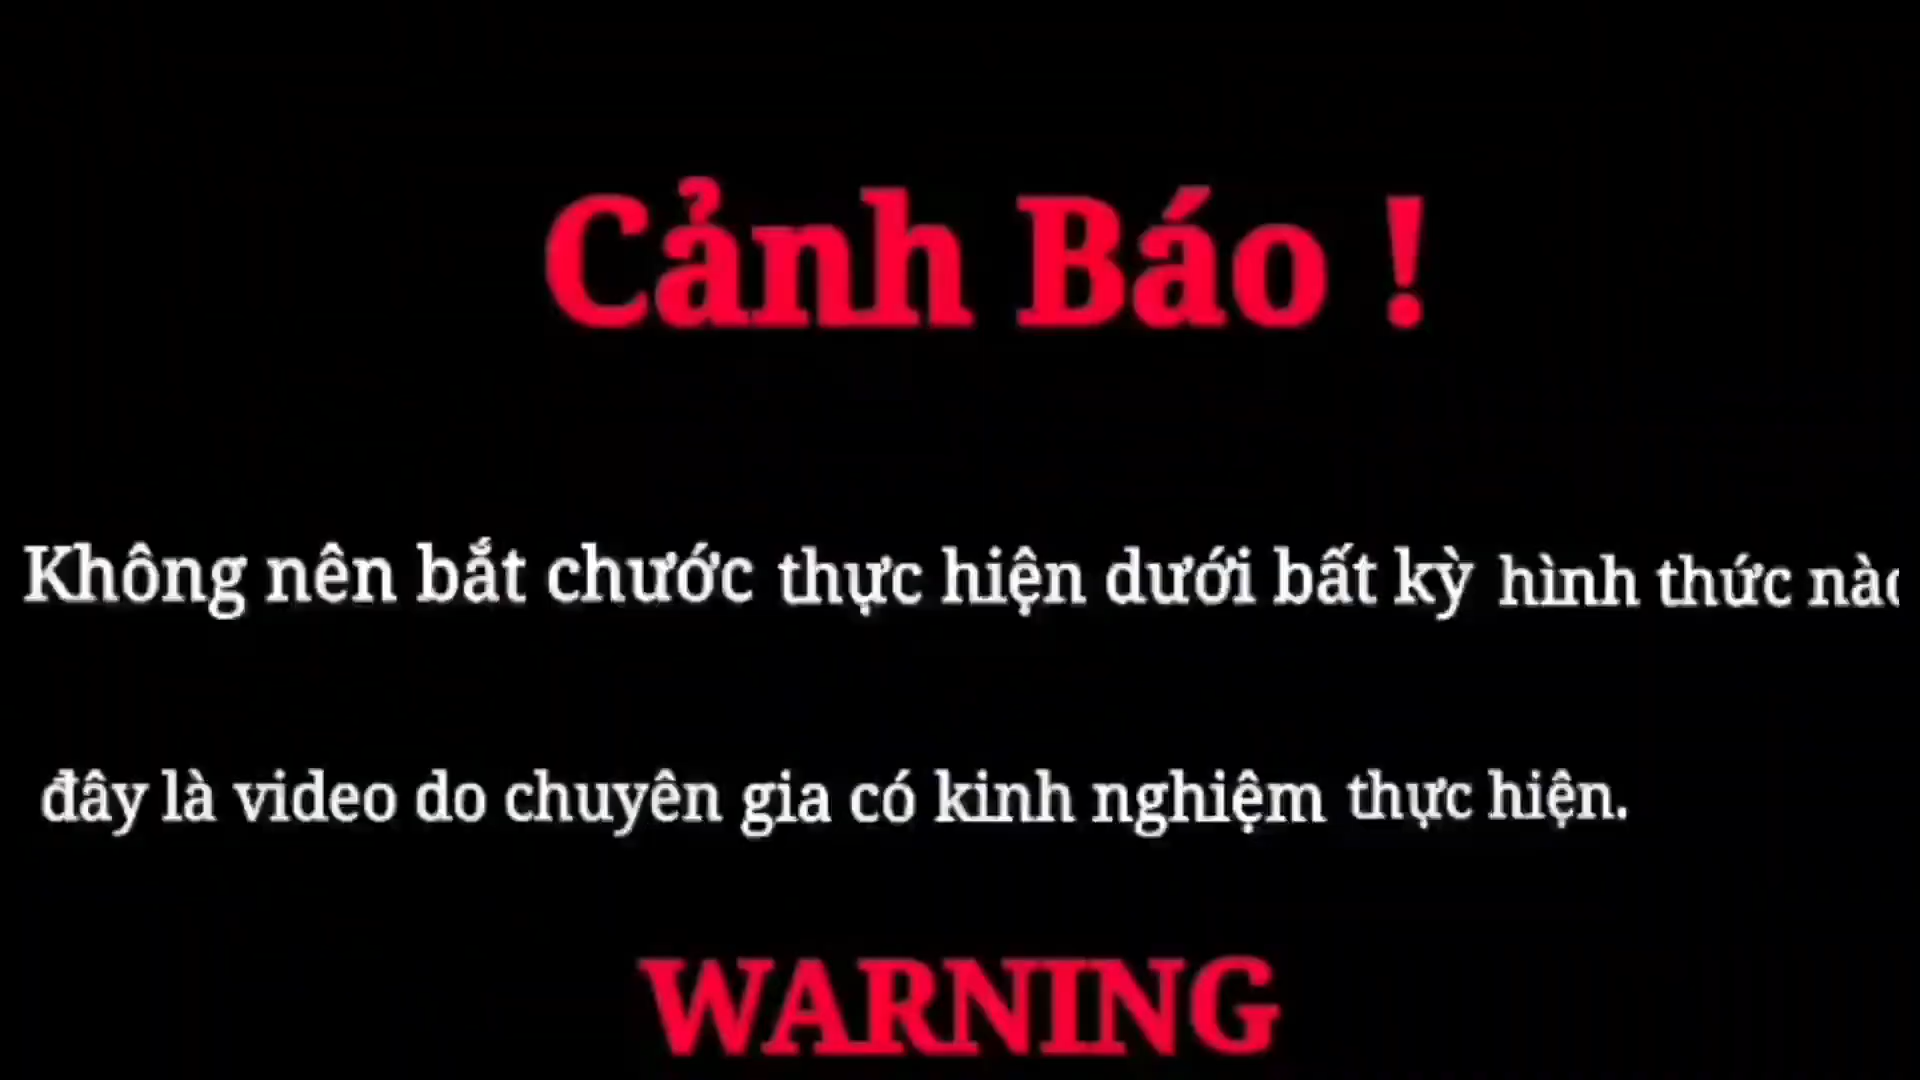 Cảnh Báo !
Không nên bắt chước thực hiện dưới bất kỳ hình thức nào
đây là video do chuyên gia có kinh nghiệm thực hiện.
WARNING